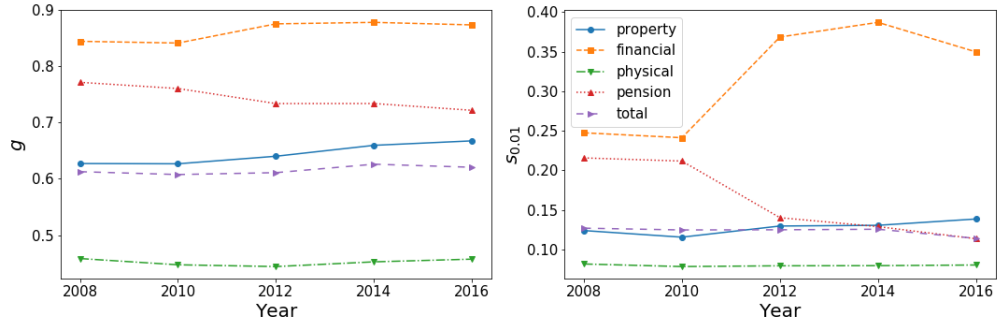 0.9
0.8
0.7
0.6
0.5
g
2008 2010 2012 2014 2016
Year
0.40
0.35
0.30
0.25
0.20
0.15
0.10
s0.01
property
financial
physical
pension
total
2008 2010 2012 2014 2016
Year